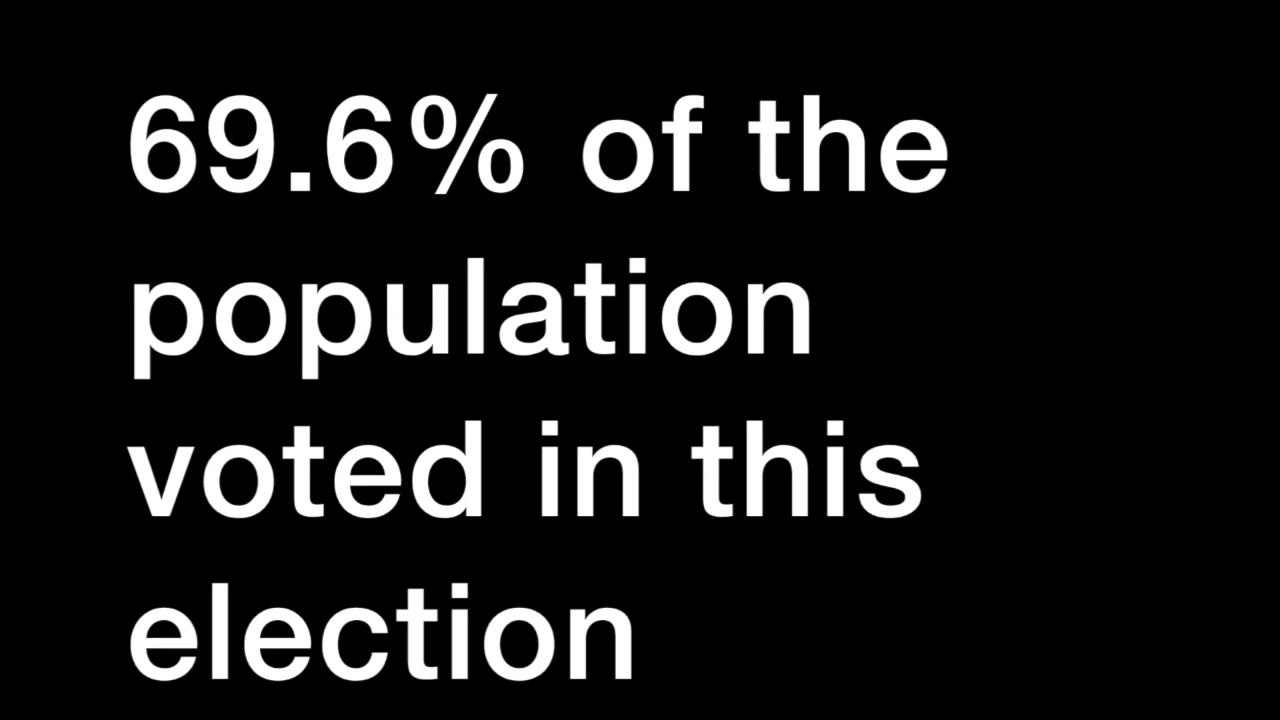 69.6% of the
population
voted in this
election